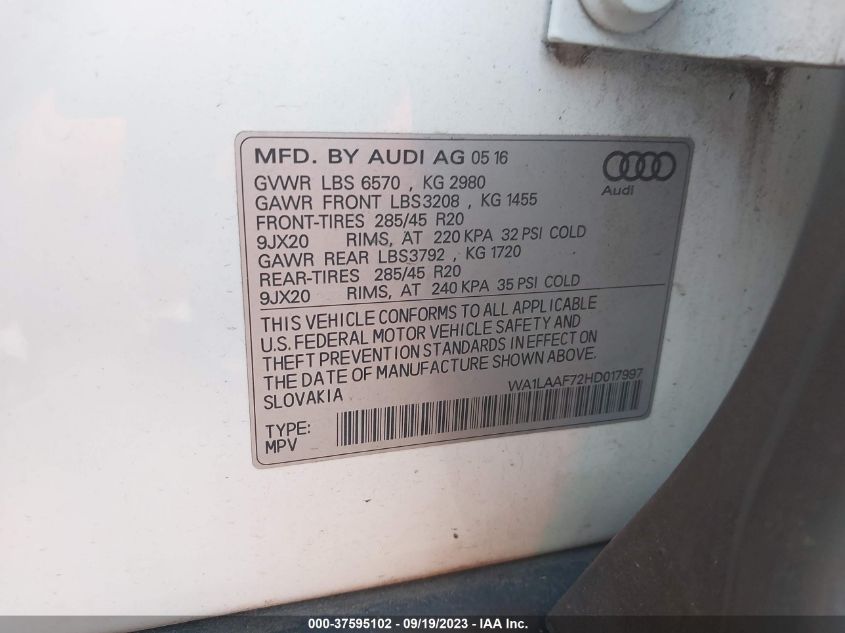 MFD. BY AUDI AG 05 16
Audi
GVWR LBS 6570 , KG 2980
GAWR FRONT LBS3208 , KG 1455
FRONT-TIRES 285/45 R20
9JX20 RIMS, AT 220 KPA 32 PSI COLD
GAWR REAR LBS3792 , KG 1720
REAR-TIRES 285/45 R20
9JX20 RIMS, AT 240 KPA 35 PSI COLD
THIS VEHICLE CONFORMS TO ALL APPLICABLE
U.S. FEDERAL MOTOR VEHICLE SAFETY AND
THEFT PREVENTION STANDARDS IN EFFECT ON
THE DATE OF MANUFACTURE SHOWN ABOVE.
SLOVAKIA
WA1LAAF72HD017997
TYPE:
MPV
000-37595102 - 09/19/2023 - IAA Inc.